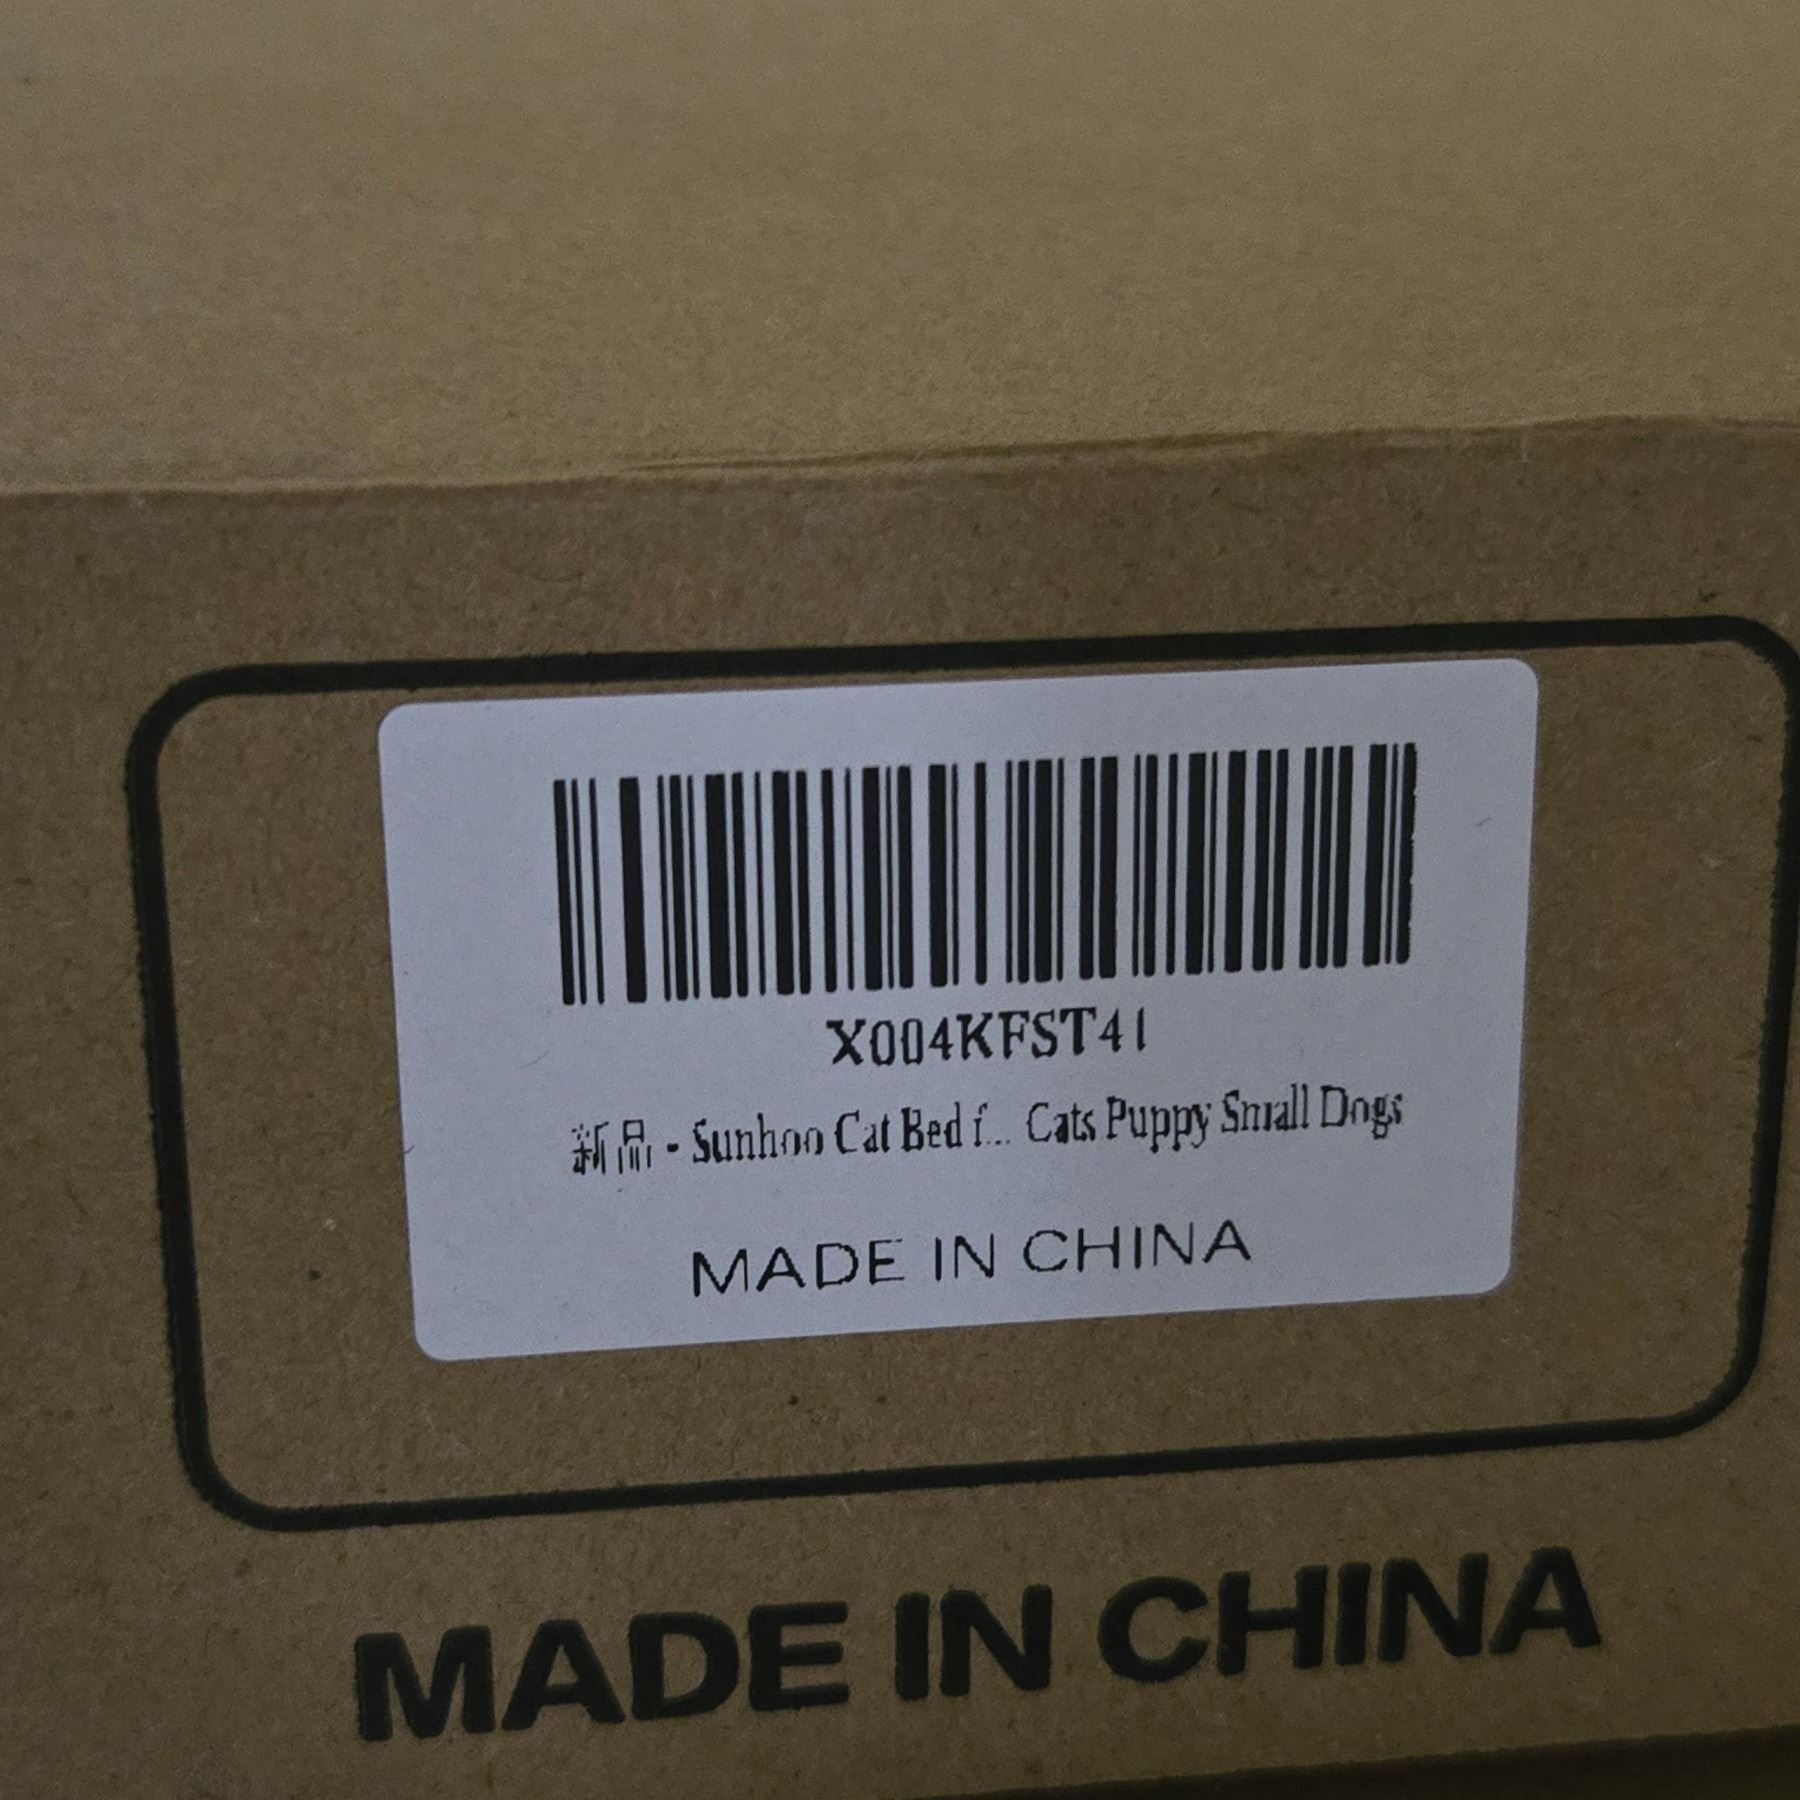 X004KFST41
新品 - Sunhoo Cat Bed f... Cats Puppy Small Dogs
MADE IN CHINA
MADE IN CHINA